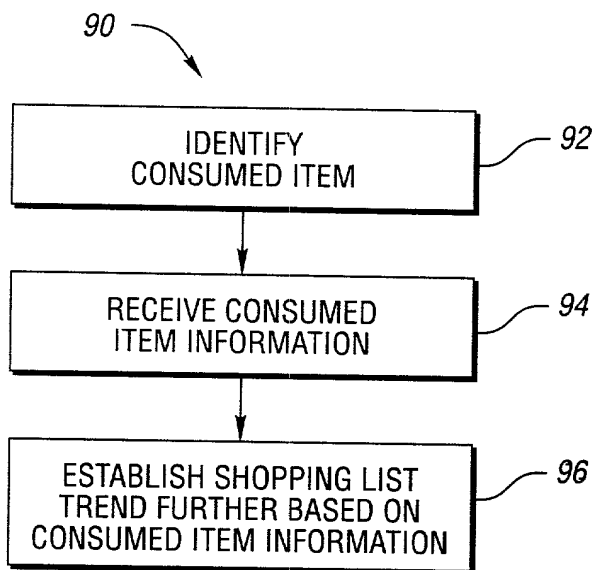 90
IDENTIFY
CONSUMED ITEM
92
RECEIVE CONSUMED
ITEM INFORMATION
94
ESTABLISH SHOPPING LIST
TREND FURTHER BASED ON
CONSUMED ITEM INFORMATION
96